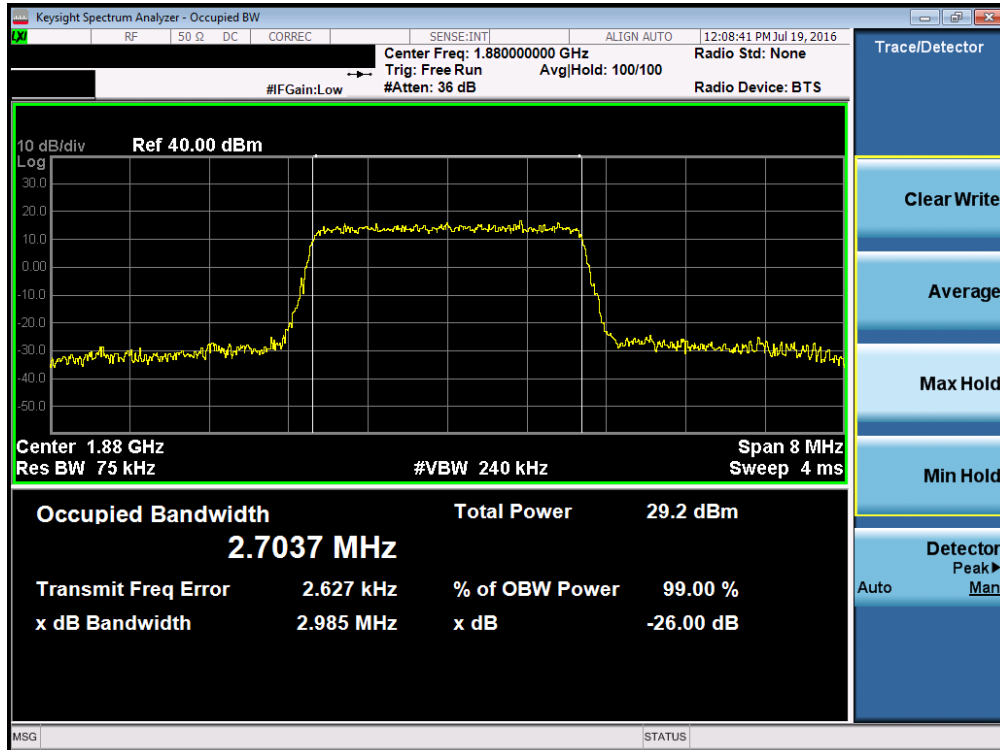 Keysight Spectrum Analyzer - Occupied BW
LXI RF 50 Ω DC CORREC SENSE:INT ALIGN AUTO 12:08:41 PM Jul 19, 2016
Center Freq: 1.880000000 GHz Radio Std: None
Trig: Free Run Avg|Hold: 100/100
#IFGain:Low #Atten: 36 dB Radio Device: BTS
Trace/Detector
10 dB/div Ref 40.00 dBm
Log
30.0
20.0
10.0
0.00
-10.0
-20.0
-30.0
-40.0
-50.0
Center 1.88 GHz Span 8 MHz
Res BW 75 kHz #VBW 240 kHz Sweep 4 ms
Occupied Bandwidth Total Power 29.2 dBm
2.7037 MHz
Transmit Freq Error 2.627 kHz % of OBW Power 99.00 %
x dB Bandwidth 2.985 MHz x dB -26.00 dB
Clear Write
Average
Max Hold
Min Hold
Detector
Peak▶
Auto Man
MSG STATUS